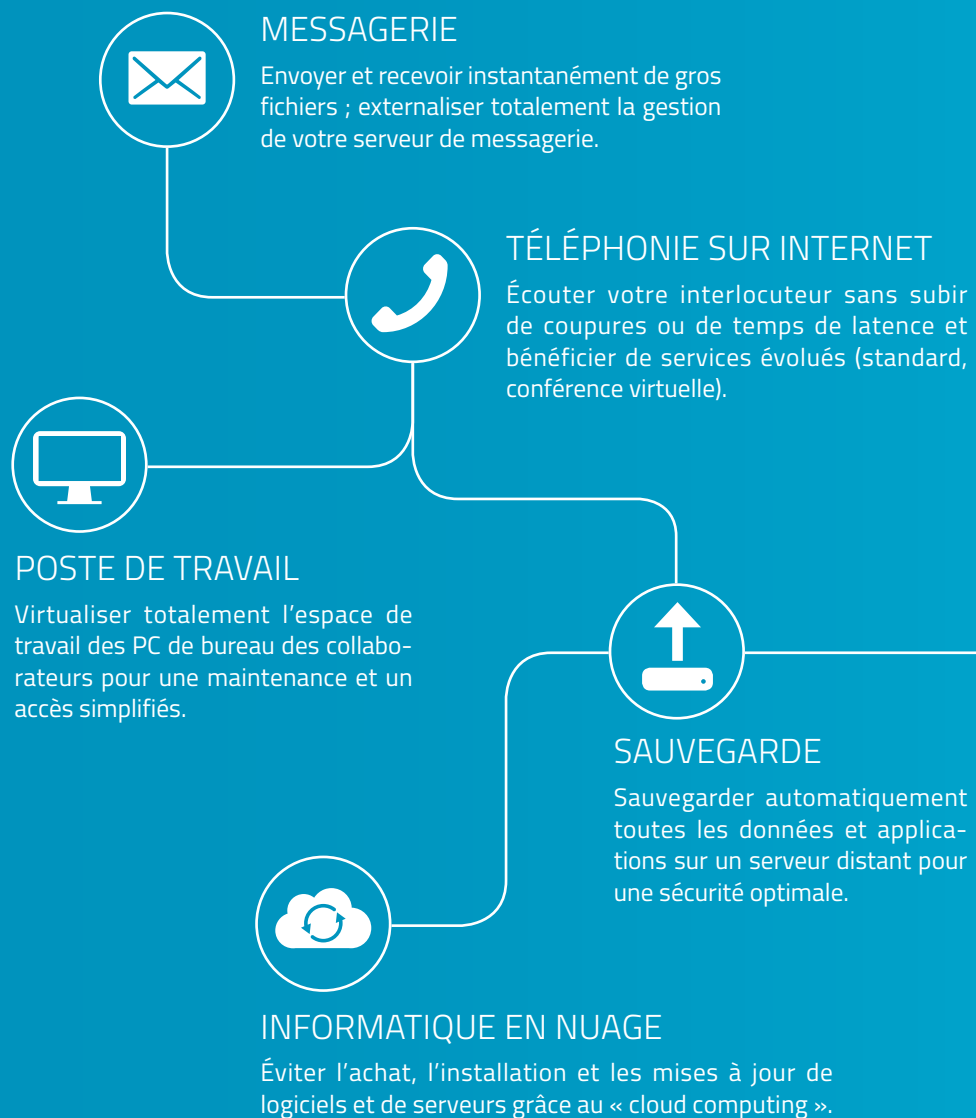 MESSAGERIE
Envoyer et recevoir instantanément de gros
fichiers ; externaliser totalement la gestion
de votre serveur de messagerie.
TÉLÉPHONIE SUR INTERNET
Écouter votre interlocuteur sans subir
de coupures ou de temps de latence et
bénéficier de services évolués (standard,
conférence virtuelle).
POSTE DE TRAVAIL
Virtualiser totalement l’espace de
travail des PC de bureau des collabo-
rateurs pour une maintenance et un
accès simplifiés.
SAUVEGARDE
Sauvegarder automatiquement
toutes les données et applica-
tions sur un serveur distant pour
une sécurité optimale.
INFORMATIQUE EN NUAGE
Éviter l’achat, l’installation et les mises à jour de
logiciels et de serveurs grâce au « cloud computing ».